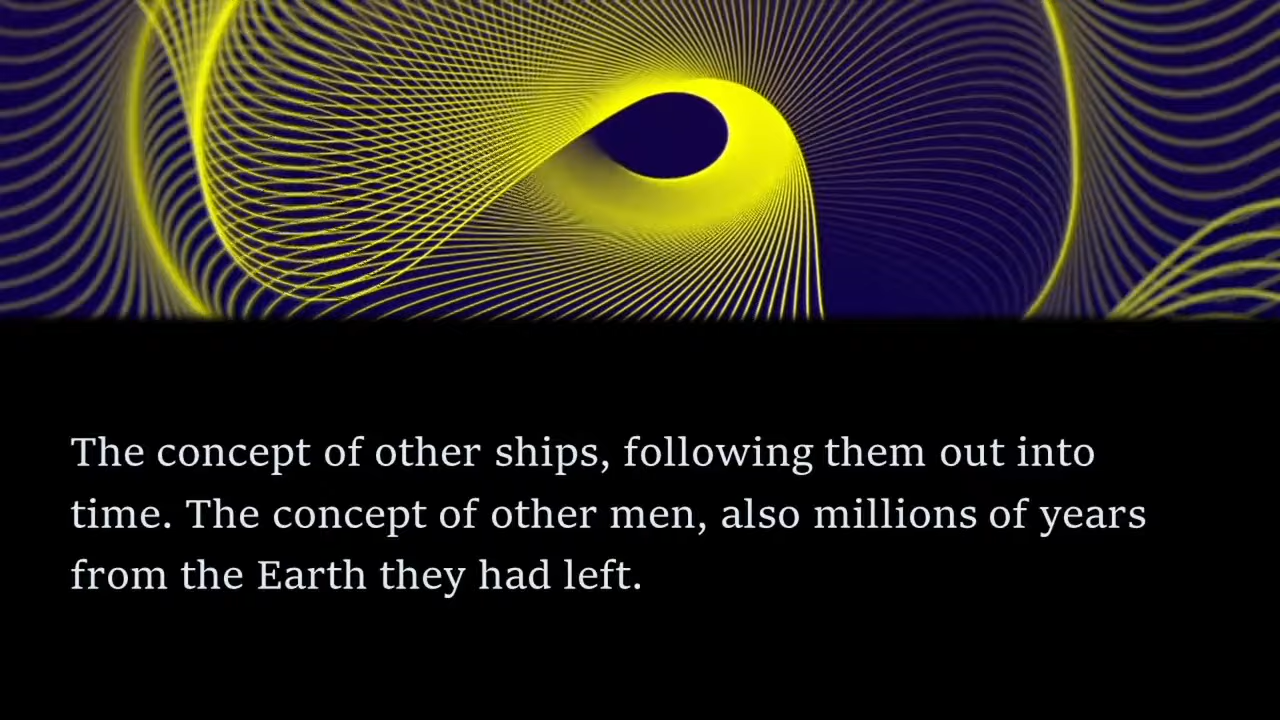 The concept of other ships, following them out into
time. The concept of other men, also millions of years
from the Earth they had left.